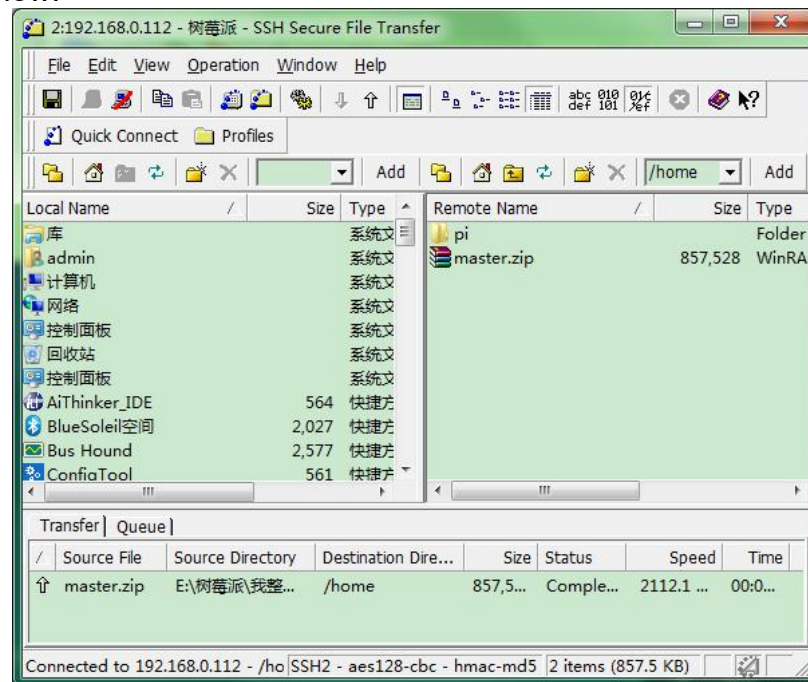 2:192.168.0.112 - 树莓派 - SSH Secure File Transfer
File Edit View Operation Window Help
abc def 010 101
Quick Connect Profiles
Add /home Add
Local Name / Size Type Remote Name / Size Type
库 系统文 pi Folder
admin 系统文 master.zip 857,528 WinRA
计算机 系统文
网络 系统文
控制面板 系统文
回收站 系统文
控制面板 系统文
AiThinker_IDE 564 快捷方
BlueSoleil空间 2,027 快捷方
Bus Hound 2,577 快捷方
ConfigTool 561 快捷方
Transfer Queue
/ Source File Source Directory Destination Dire... Size Status Speed Time
master.zip E:\树莓派\我整... /home 857,5... Comple... 2112.1 ... 00:0...
Connected to 192.168.0.112 - /ho SSH2 - aes128-cbc - hmac-md5 2 items (857.5 KB)